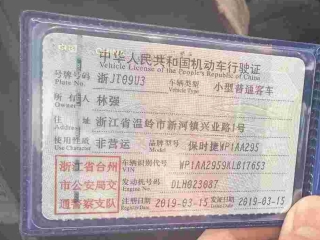 中华人民共和国机动车行驶证
Vehicle License of the People's Republic of China
号牌号码 浙JT09U3 车辆类型 小型普通客车
Plate No. Vehicle Type
所有人 林强
Owner
住址 浙江省温岭市新河镇兴业路1号
Address
使用性质 非营运 品牌型号 保时捷WP1AA295
Use Character Model
浙江省台州 车辆识别代号 WP1AA2959KLB17653
VIN
市公安局交 发动机号码 DLH023087
Engine No.
通警察支队 注册日期 2019-03-15 发证日期 2019-03-15
Register Date Issue Date